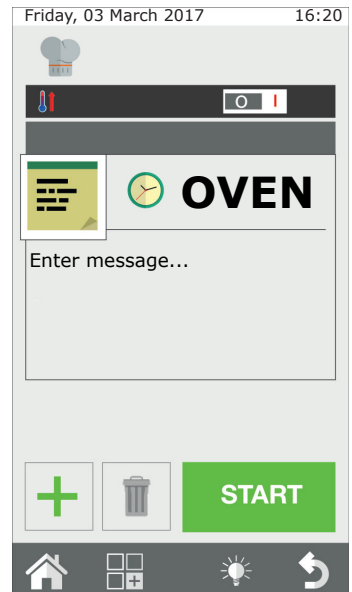 Friday, 03 March 2017 16:20
O I
OVEN
Enter message...
START